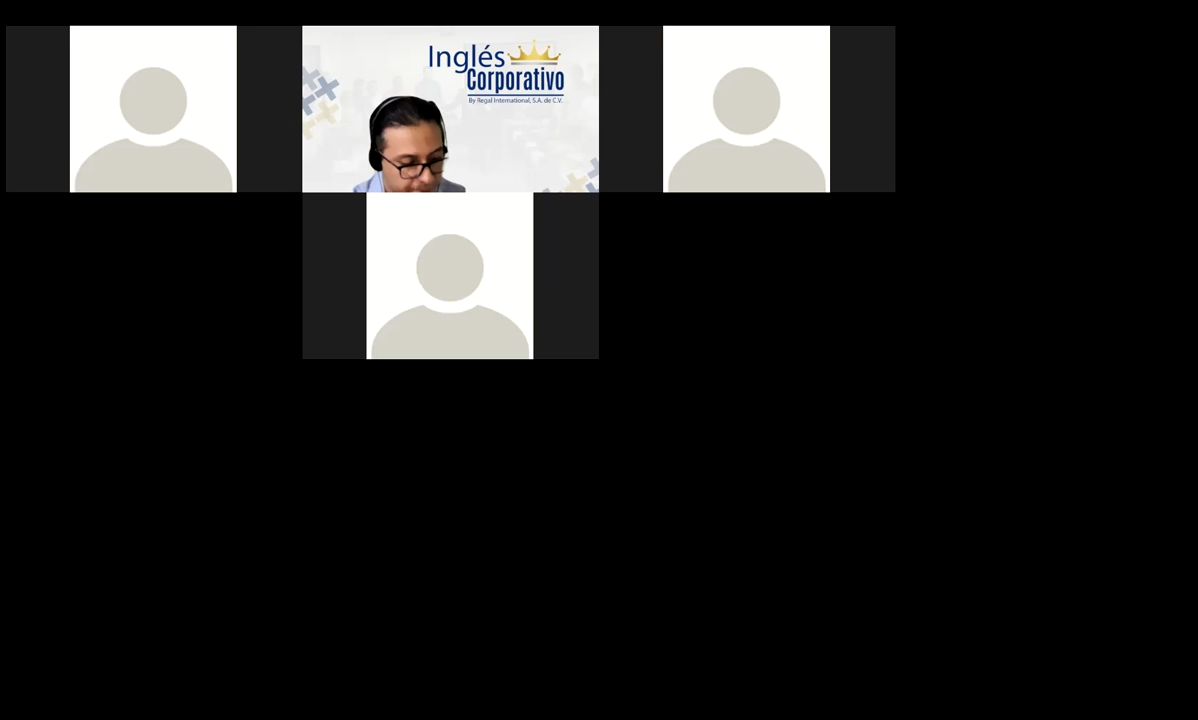 Inglés
Corporativo
By Regal International, S.A. de C.V.